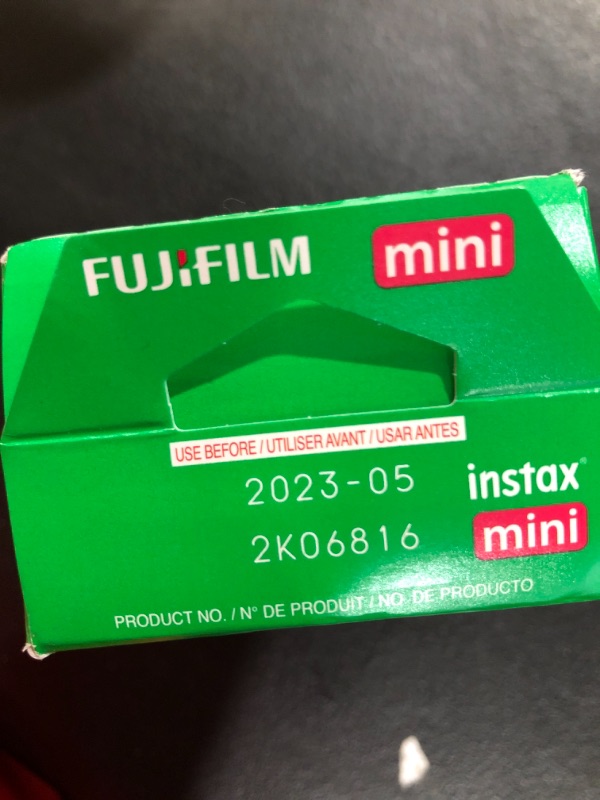 FUJIFILM mini
USE BEFORE / UTILISER AVANT / USAR ANTES
2023-05
2K06816
instax®
mini
PRODUCT NO. / N° DE PRODUIT / NO. DE PRODUCTO